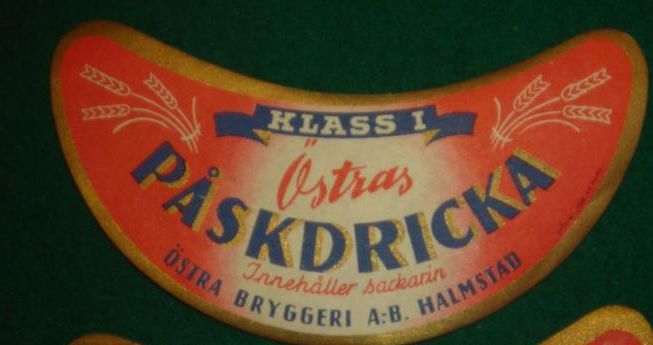 KLASS I
Östras
PÅSKDRICKA
Innehåller sackarin
ÖSTRA BRYGGERI A:B. HALMSTAD